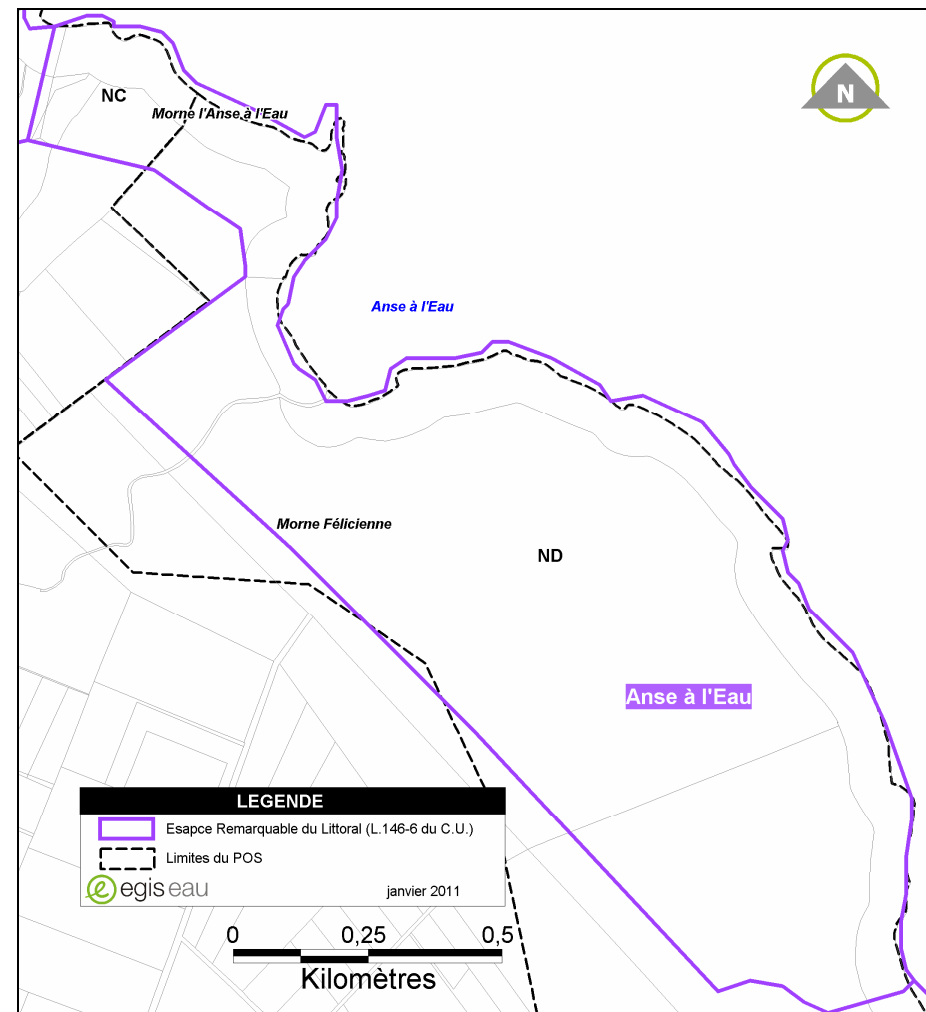 N
NC
Morne l'Anse à l'Eau
Anse à l'Eau
Morne Félicienne
ND
Anse à l'Eau
LEGENDE
Esapce Remarquable du Littoral (L.146-6 du C.U.)
Limites du POS
e egis eau
janvier 2011
0 0,25 0,5
Kilomètres